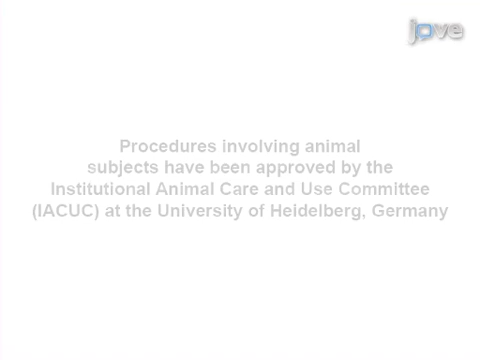 jove
Procedures involving animal
subjects have been approved by the
Institutional Animal Care and Use Committee
(IACUC) at the University of Heidelberg, Germany